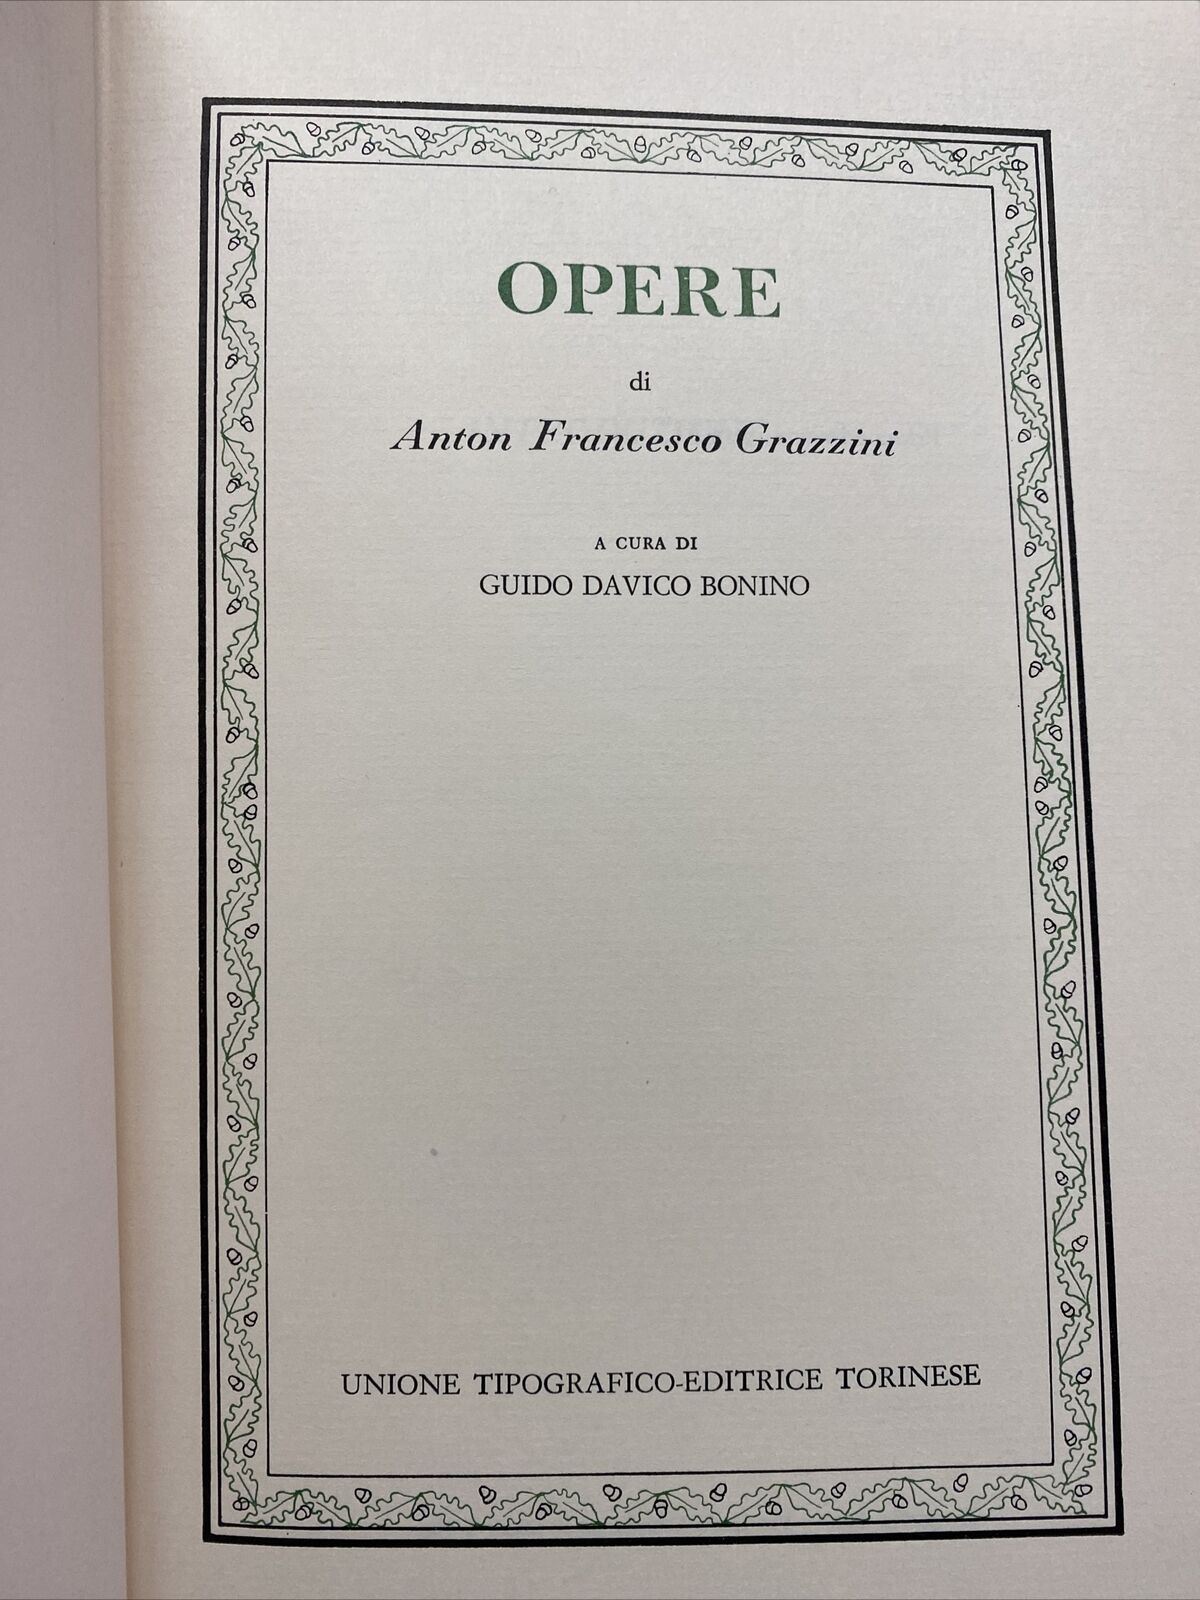 OPERE
di
Anton Francesco Grazzini
A CURA DI
GUIDO DAVICO BONINO
UNIONE TIPOGRAFICO-EDITRICE TORINESE